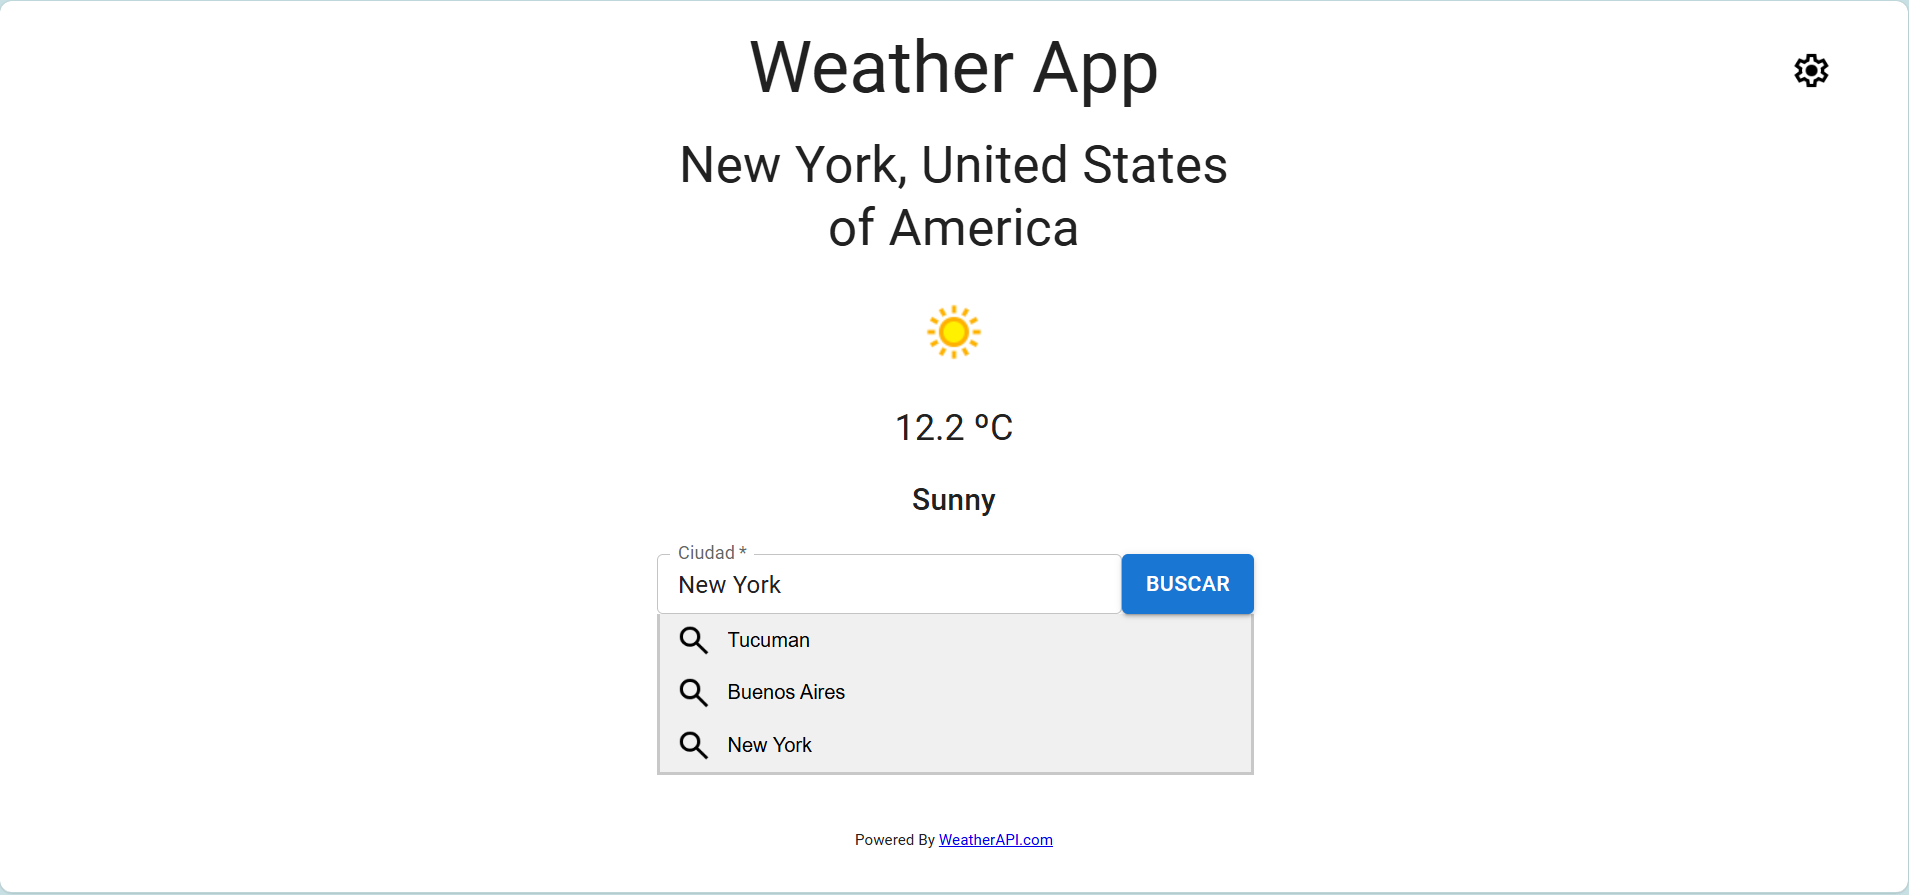 Weather App
New York, United States
of America
12.2 ºC
Sunny
Ciudad *
New York
BUSCAR
Tucuman
Buenos Aires
New York
Powered By WeatherAPI.com